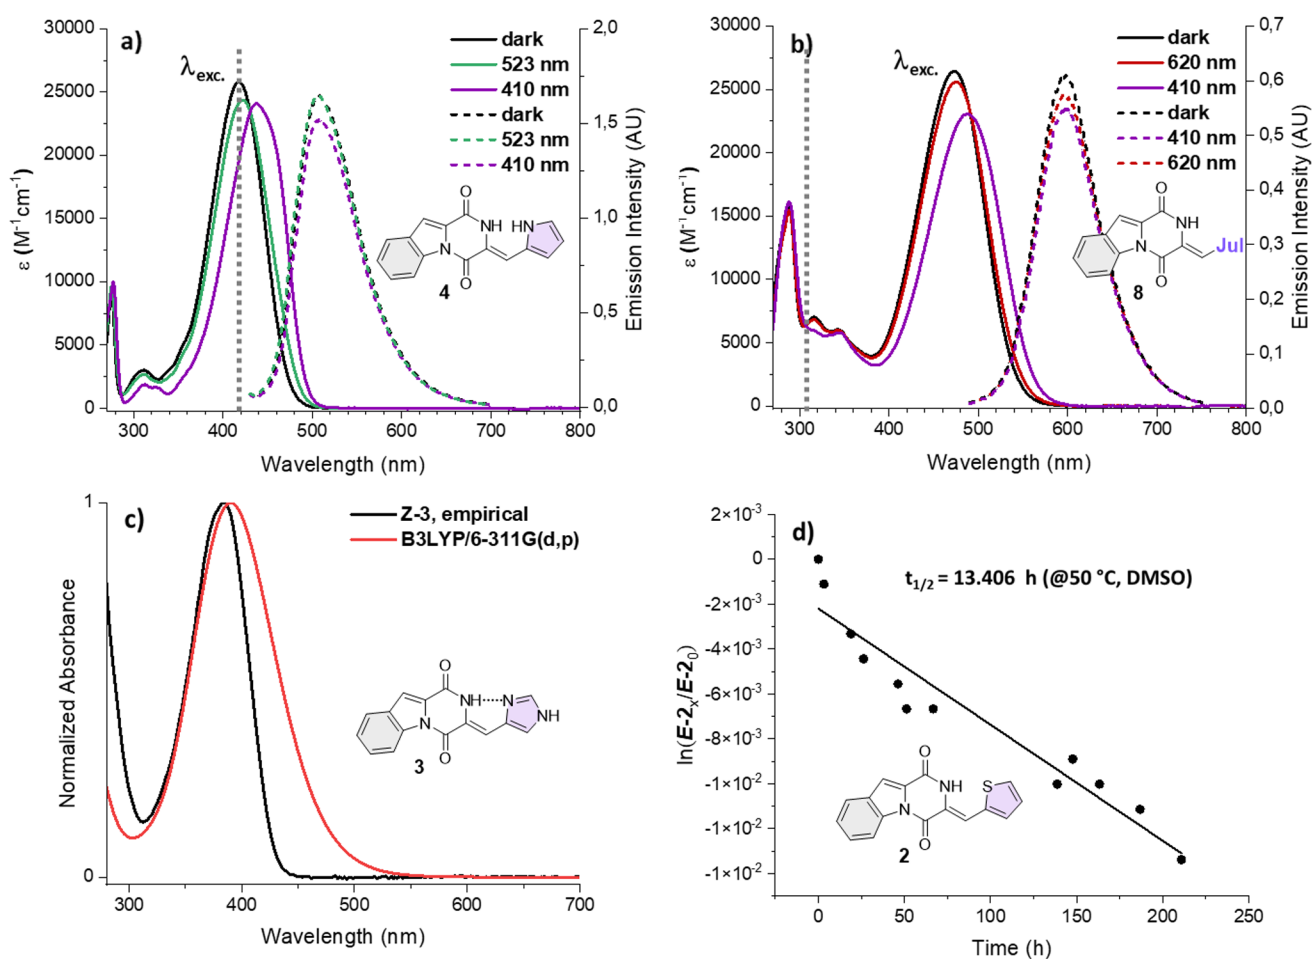 a)
λexc.
dark
523 nm
410 nm
dark
523 nm
410 nm
30000
25000
20000
15000
10000
5000
0
ε (M⁻¹ cm⁻¹)
2,0
1,5
1,0
0,5
0,0
Emission Intensity (AU)
O
NH
HN
N
O
4
300 400 500 600 700 800
Wavelength (nm)
b)
λexc.
dark
620 nm
410 nm
dark
410 nm
620 nm
30000
25000
20000
15000
10000
5000
0
ε (M⁻¹ cm⁻¹)
0,7
0,6
0,5
0,4
0,3
0,2
0,1
0,0
Emission Intensity (AU)
O
NH
N
Jul
O
8
300 400 500 600 700 800
Wavelength (nm)
c)
Z-3, empirical
B3LYP/6-311G(d,p)
1
0
Normalized Absorbance
O
NH
N
N
NH
O
3
300 400 500 600 700
Wavelength (nm)
d)
t1/2 = 13.406 h (@50 °C, DMSO)
2×10⁻³
0
-2×10⁻³
-4×10⁻³
-6×10⁻³
-8×10⁻³
-1×10⁻²
-1×10⁻²
-1×10⁻²
ln(E-2x/E-20)
O
NH
S
N
O
2
0 50 100 150 200 250
Time (h)